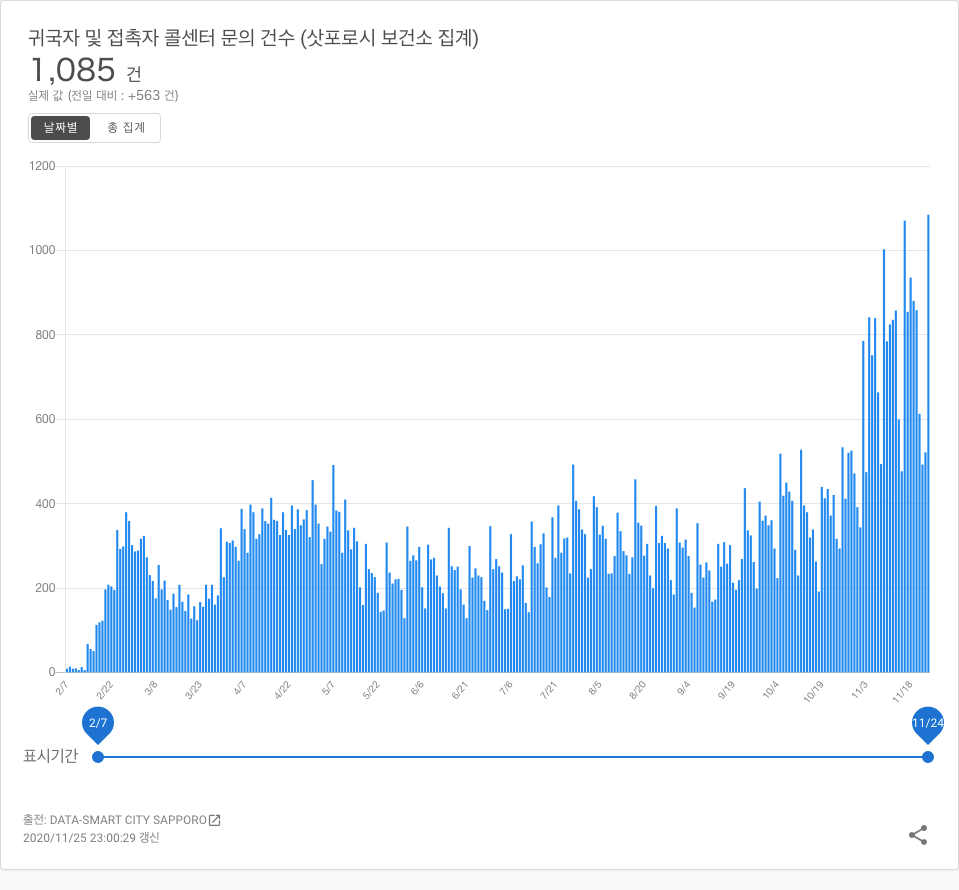 귀국자 및 접촉자 콜센터 문의 건수 (삿포로시 보건소 집계)
1,085 건
실제 값 (전일 대비 : +563 건)
날짜별 총 집계
1200
1000
800
600
400
200
0
2/7 2/22 3/8 3/23 4/7 4/22 5/7 5/22 6/6 6/21 7/6 7/21 8/5 8/20 9/4 9/19 10/4 10/19 11/3 11/18
2/7 11/24
표시기간
출전: DATA-SMART CITY SAPPORO
2020/11/25 23:00:29 갱신